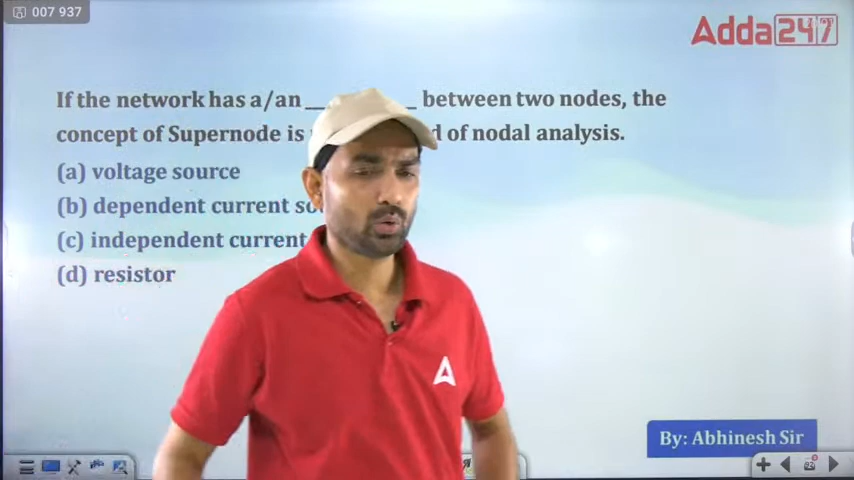 007 937
Adda247
If the network has a/an between two nodes, the
concept of Supernode is of nodal analysis.
(a) voltage source
(b) dependent current
(c) independent current
(d) resistor
By: Abhinesh Sir